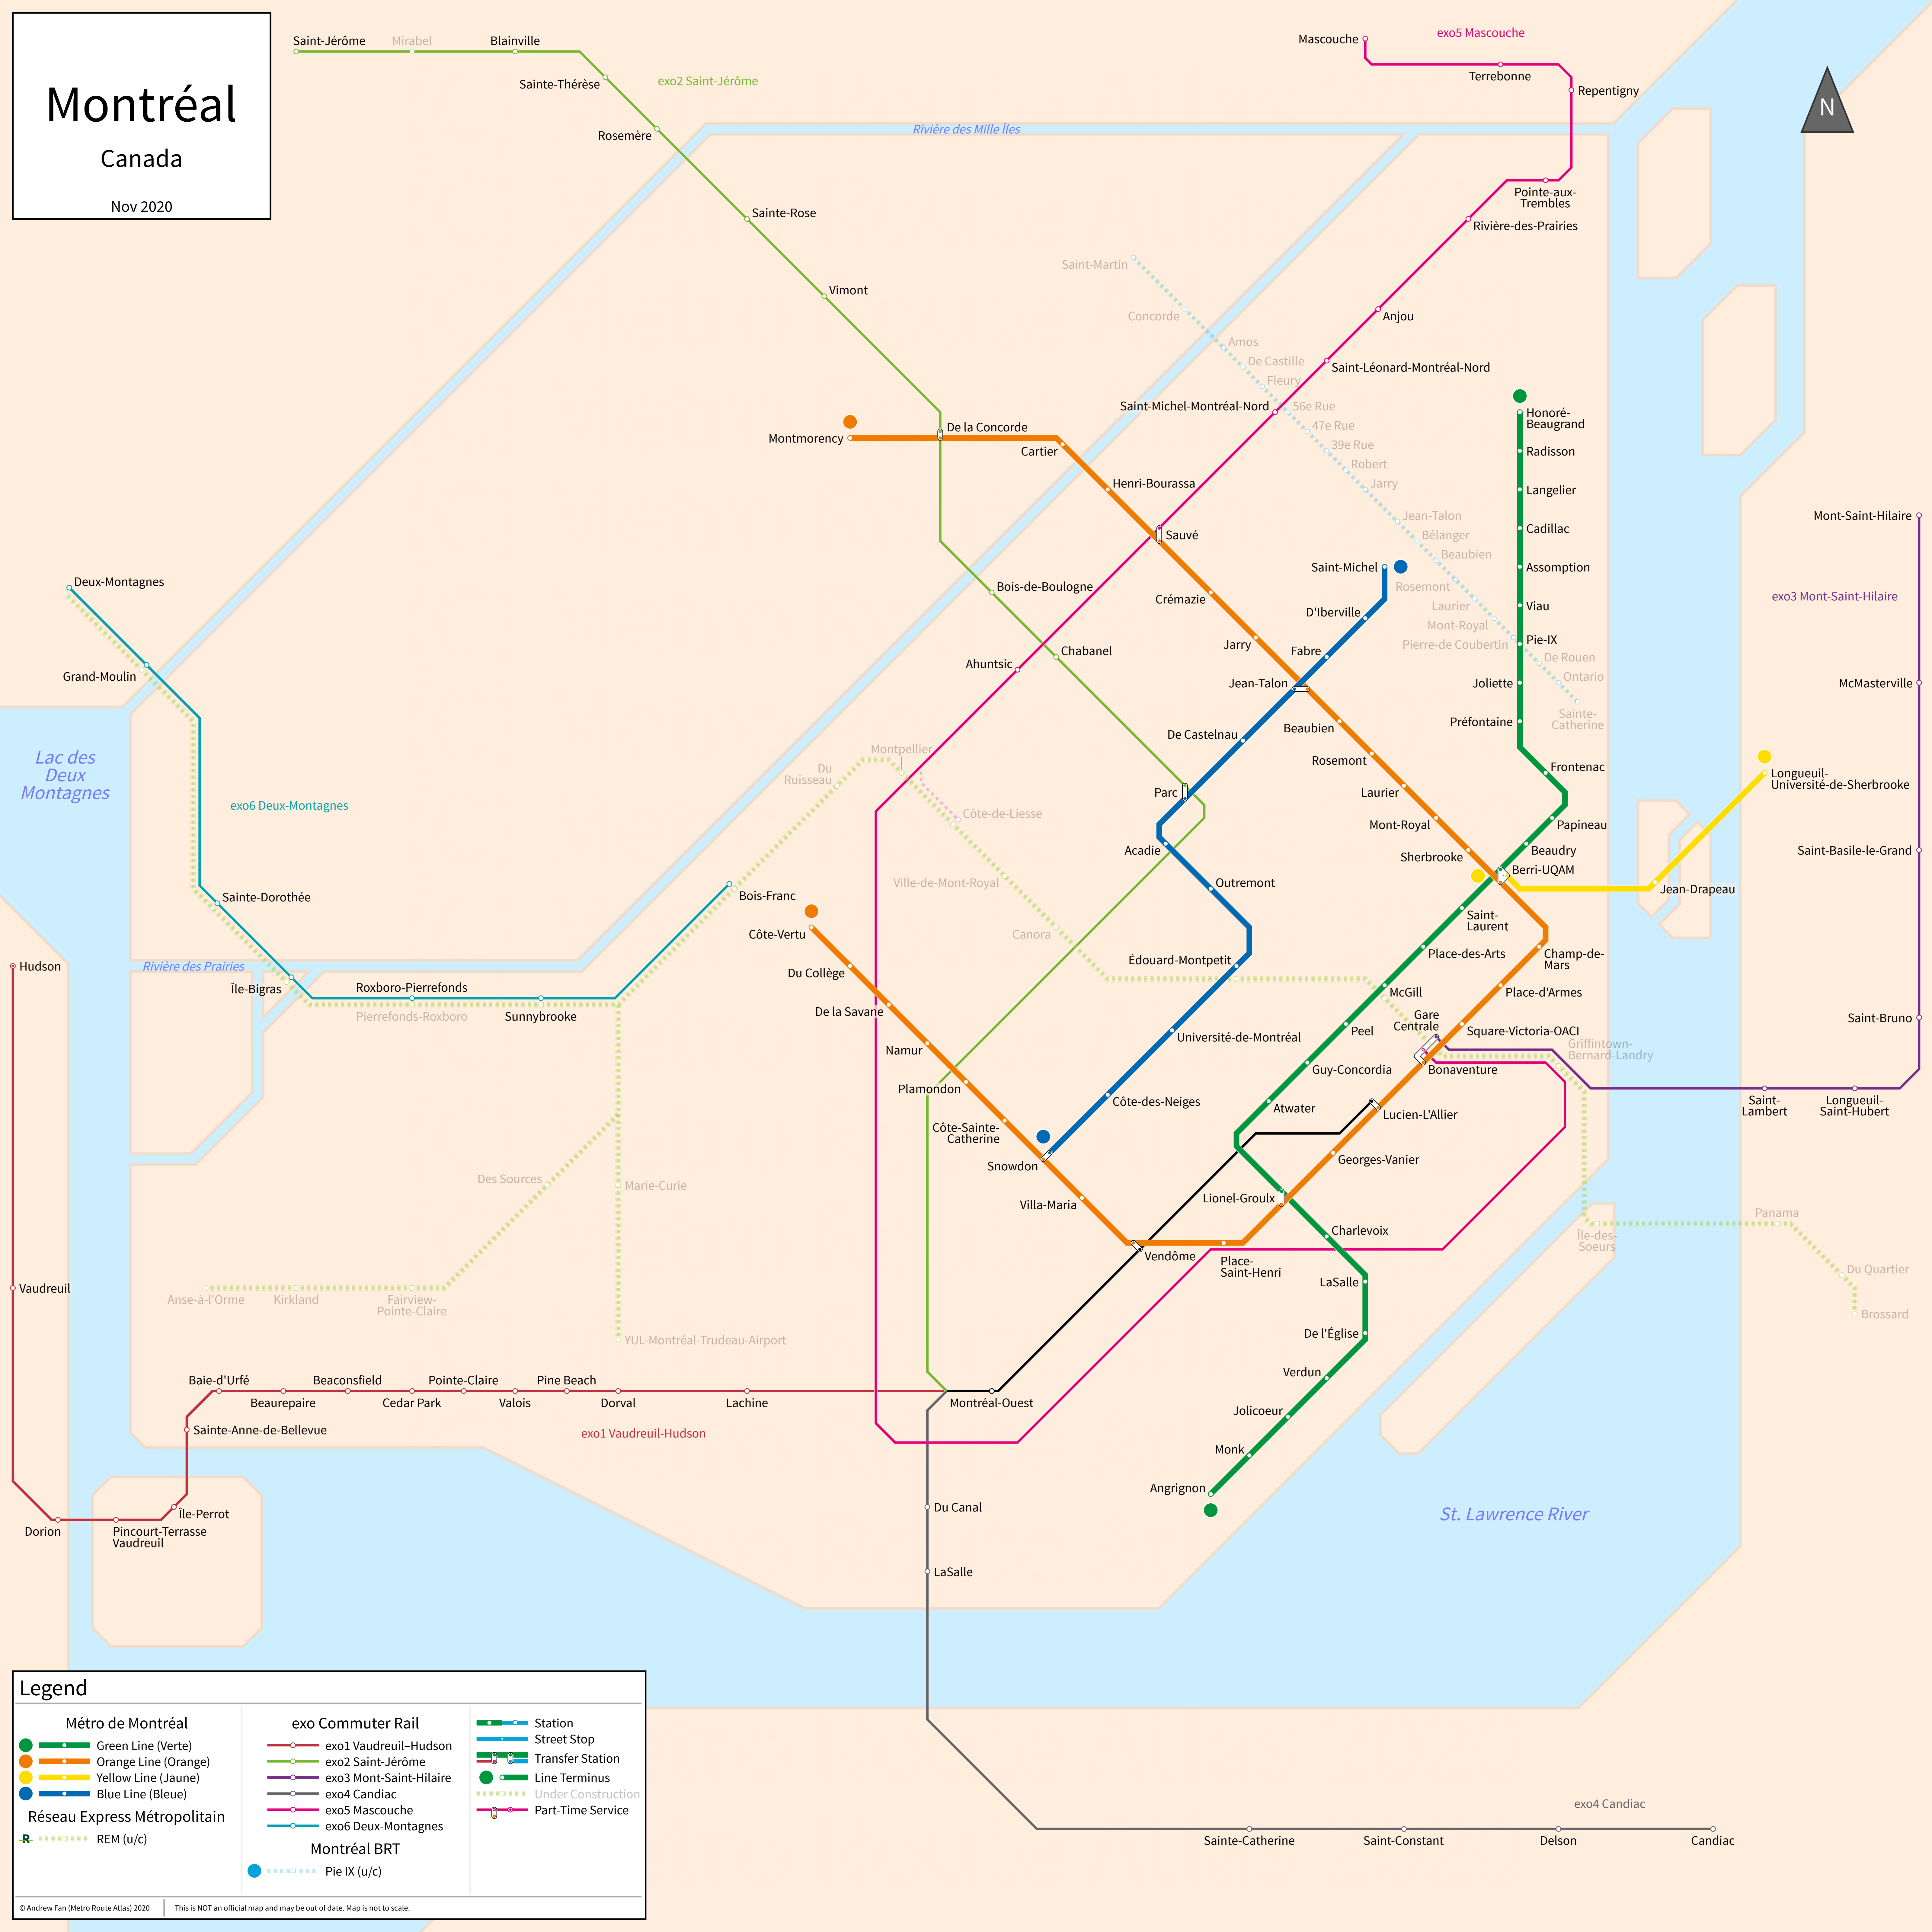 Montréal
Canada
Nov 2020
Saint-Jérôme
Mirabel
Blainville
exo2 Saint-Jérôme
Sainte-Thérèse
Rosemère
Sainte-Rose
Vimont
Rivière des Mille Îles
Mascouche
exo5 Mascouche
Terrebonne
Repentigny
N
Pointe-aux-
Trembles
Rivière-des-Prairies
Anjou
Saint-Léonard-Montréal-Nord
Saint-Michel-Montréal-Nord
Saint-Martin
Concorde
Amos
De Castille
Fleury
56e Rue
47e Rue
39e Rue
Robert
Jarry
Jean-Talon
Bélanger
Beaubien
Rosemont
Laurier
Mont-Royal
Pierre-de Coubertin
De Rouen
Ontario
Sainte-
Catherine
Honoré-
Beaugrand
Radisson
Langelier
Cadillac
Assomption
Viau
Pie-IX
Joliette
Préfontaine
Frontenac
Papineau
Beaudry
Berri-UQAM
Saint-
Laurent
Place-des-Arts
McGill
Peel
Guy-Concordia
Atwater
Lionel-Groulx
Charlevoix
LaSalle
De l'Église
Verdun
Jolicoeur
Monk
Angrignon
Montmorency
De la Concorde
Cartier
Henri-Bourassa
Sauvé
Crémazie
Jarry
Jean-Talon
Beaubien
Rosemont
Laurier
Mont-Royal
Sherbrooke
Champ-de-
Mars
Place-d'Armes
Square-Victoria-OACI
Gare
Centrale
Bonaventure
Lucien-L'Allier
Georges-Vanier
Place-
Saint-Henri
Vendôme
Villa-Maria
Snowdon
Côte-Sainte-
Catherine
Plamondon
Namur
De la Savane
Du Collège
Côte-Vertu
Saint-Michel
D'Iberville
Fabre
De Castelnau
Parc
Acadie
Outremont
Édouard-Montpetit
Université-de-Montréal
Côte-des-Neiges
Longueuil-
Université-de-Sherbrooke
Jean-Drapeau
Bois-de-Boulogne
Chabanel
Ahuntsic
Mont-Saint-Hilaire
exo3 Mont-Saint-Hilaire
McMasterville
Saint-Basile-le-Grand
Saint-Bruno
Saint-
Lambert
Longueuil-
Saint-Hubert
Griffintown-
Bernard-Landry
Île-des-
Soeurs
Panama
Du Quartier
Brossard
Deux-Montagnes
Grand-Moulin
Lac des
Deux
Montagnes
exo6 Deux-Montagnes
Sainte-Dorothée
Rivière des Prairies
Île-Bigras
Roxboro-Pierrefonds
Pierrefonds-Roxboro
Sunnybrooke
Bois-Franc
Du
Ruisseau
Montpellier
Côte-de-Liesse
Ville-de-Mont-Royal
Canora
Des Sources
Marie-Curie
YUL-Montréal-Trudeau-Airport
Anse-à-l'Orme
Kirkland
Fairview-
Pointe-Claire
Hudson
Vaudreuil
Dorion
Pincourt-Terrasse
Vaudreuil
Île-Perrot
Sainte-Anne-de-Bellevue
Baie-d'Urfé
Beaurepaire
Beaconsfield
Cedar Park
Pointe-Claire
Valois
Pine Beach
Dorval
Lachine
Montréal-Ouest
exo1 Vaudreuil-Hudson
Du Canal
LaSalle
St. Lawrence River
exo4 Candiac
Sainte-Catherine
Saint-Constant
Delson
Candiac
Legend
Métro de Montréal
Green Line (Verte)
Orange Line (Orange)
Yellow Line (Jaune)
Blue Line (Bleue)
Réseau Express Métropolitain
R
REM (u/c)
exo Commuter Rail
exo1 Vaudreuil–Hudson
exo2 Saint-Jérôme
exo3 Mont-Saint-Hilaire
exo4 Candiac
exo5 Mascouche
exo6 Deux-Montagnes
Montréal BRT
Pie IX (u/c)
Station
Street Stop
Transfer Station
Line Terminus
Under Construction
Part-Time Service
© Andrew Fan (Metro Route Atlas) 2020
This is NOT an official map and may be out of date. Map is not to scale.